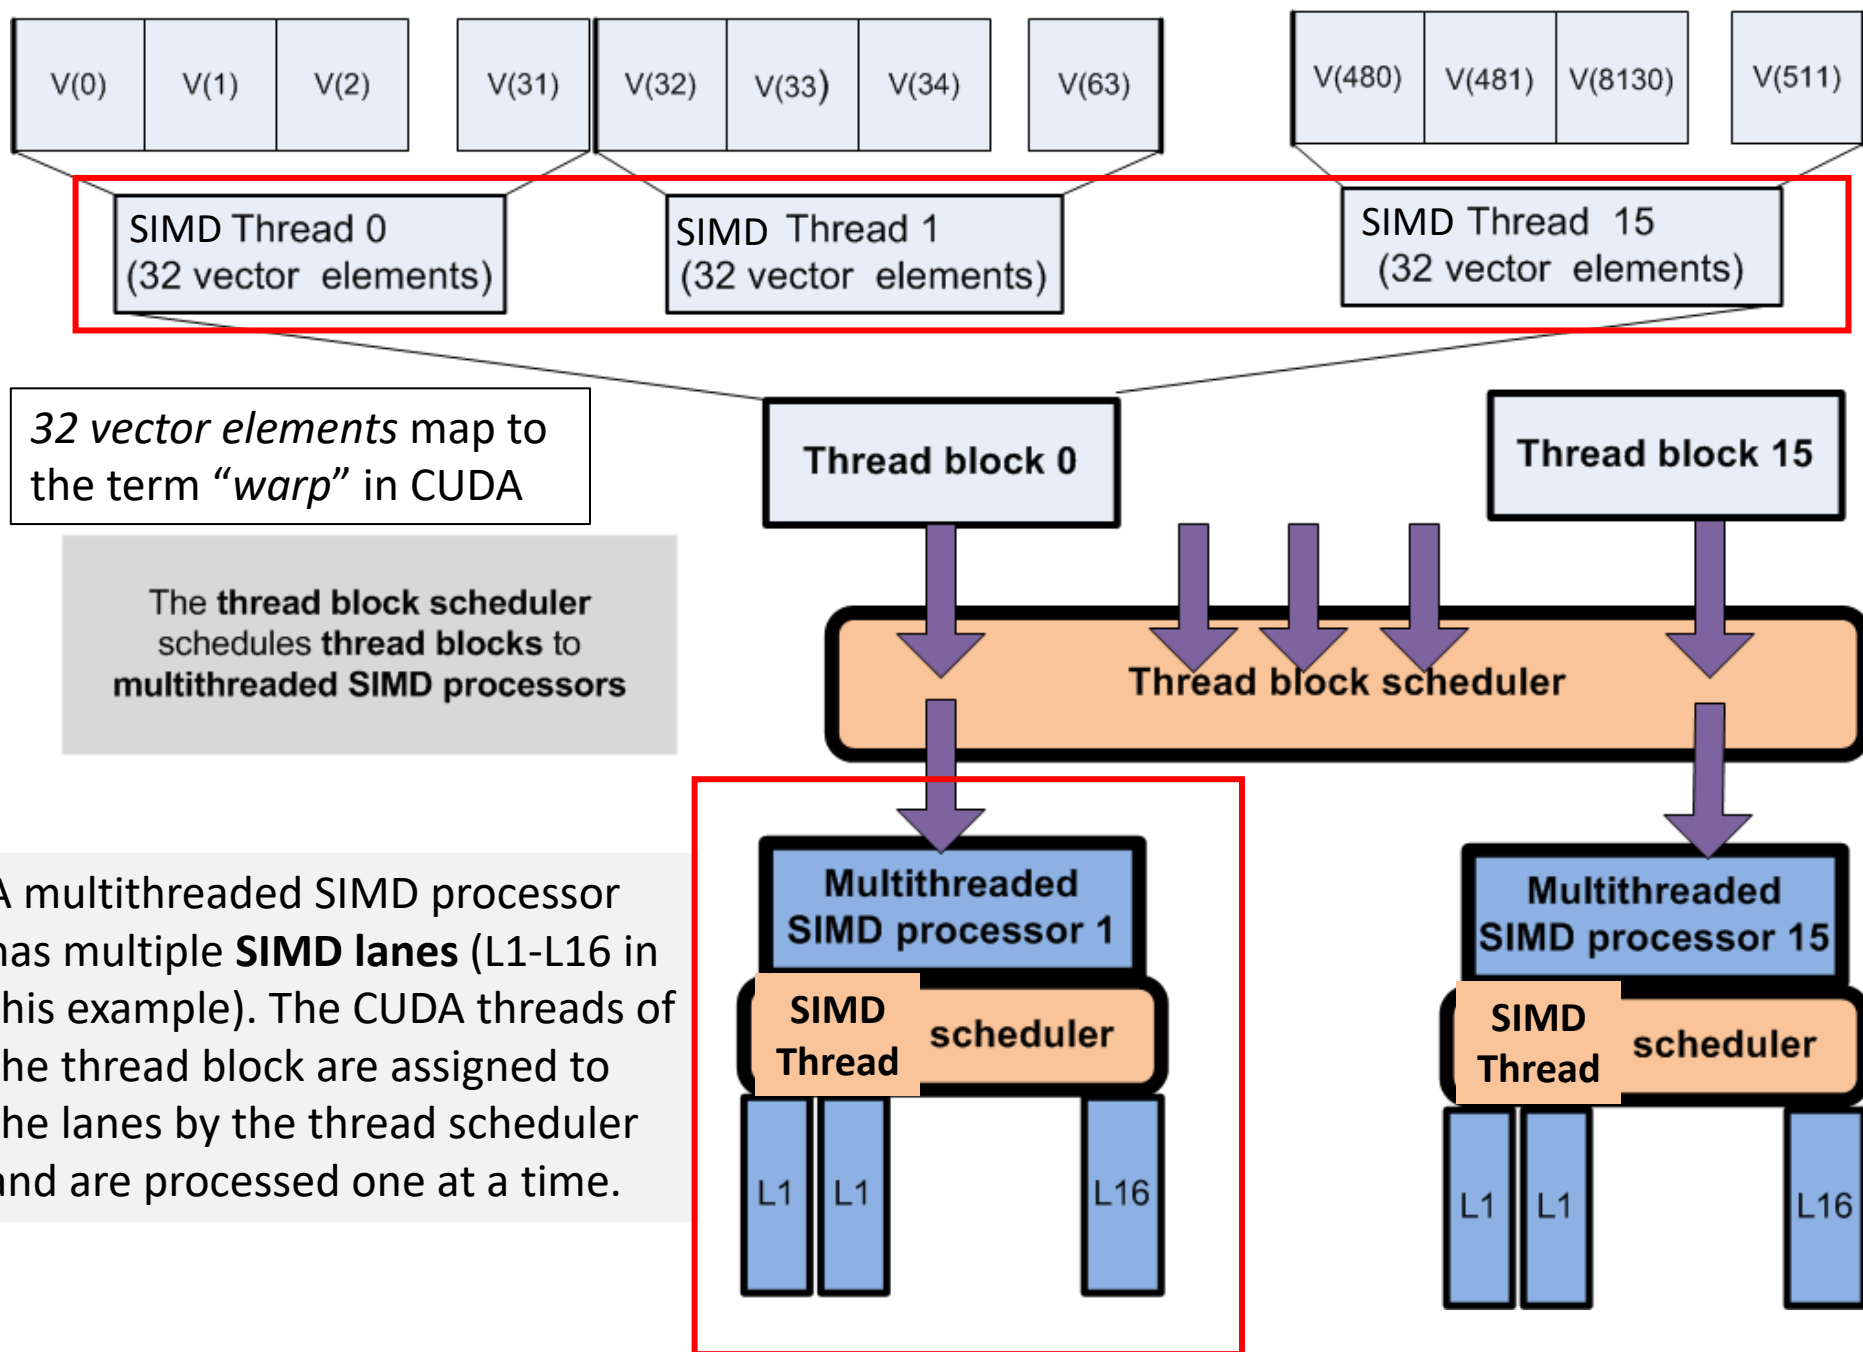 V(0) V(1) V(2) V(31) V(32) V(33) V(34) V(63) V(480) V(481) V(8130) V(511)
SIMD Thread 0
(32 vector elements)
SIMD Thread 1
(32 vector elements)
SIMD Thread 15
(32 vector elements)
32 vector elements map to
the term “warp” in CUDA
Thread block 0
Thread block 15
The thread block scheduler
schedules thread blocks to
multithreaded SIMD processors
Thread block scheduler
A multithreaded SIMD processor
has multiple SIMD lanes (L1-L16 in
this example). The CUDA threads of
the thread block are assigned to
the lanes by the thread scheduler
and are processed one at a time.
Multithreaded
SIMD processor 1
SIMD
Thread
scheduler
L1 L1 L16
Multithreaded
SIMD processor 15
SIMD
Thread
scheduler
L1 L1 L16